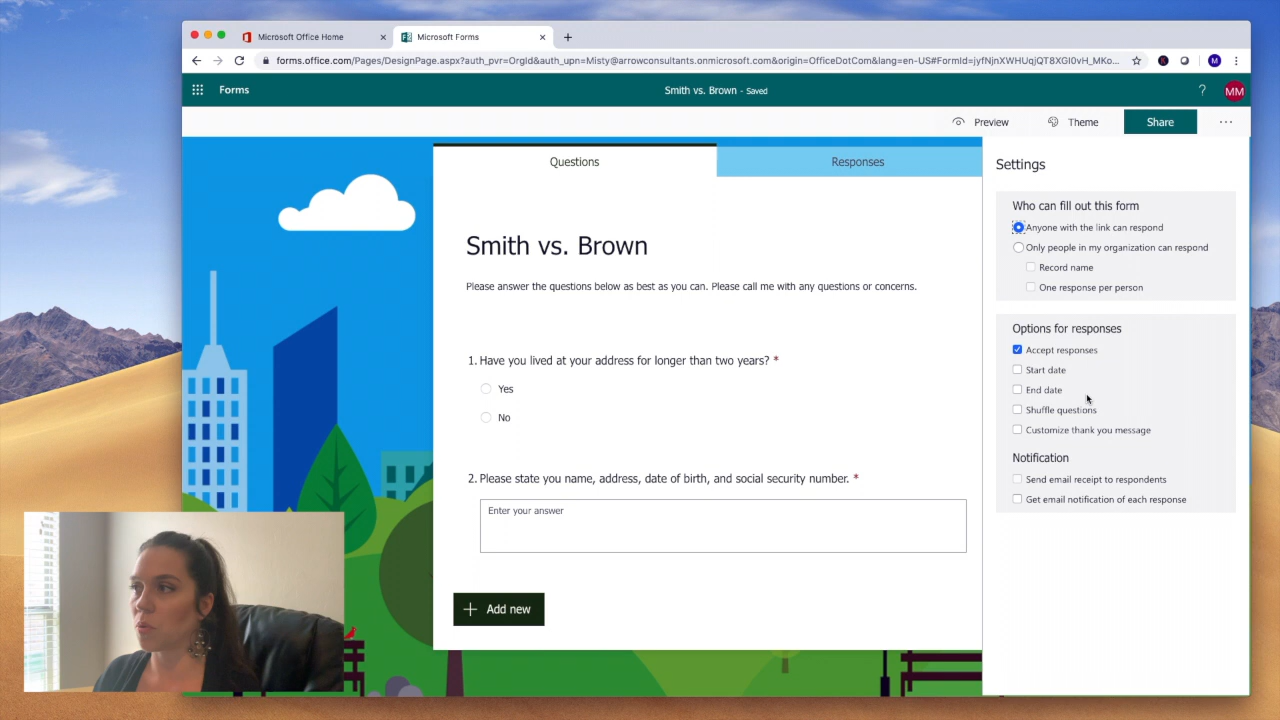 Microsoft Office Home
Microsoft Forms
forms.office.com/Pages/DesignPage.aspx?auth_pvr=OrgId&auth_upn=Misty@arrowconsultants.onmicrosoft.com&origin=OfficeDotCom&lang=en-US#FormId=jyfNjnXWHUqjQT8XGI0vH_MKo...
M
Forms
Smith vs. Brown - Saved
?
MM
Preview
Theme
Share
...
Questions
Responses
Settings
Smith vs. Brown
Please answer the questions below as best as you can. Please call me with any questions or concerns.
1. Have you lived at your address for longer than two years? *
Yes
No
2. Please state you name, address, date of birth, and social security number. *
Enter your answer
Add new
Who can fill out this form
Anyone with the link can respond
Only people in my organization can respond
Record name
One response per person
Options for responses
Accept responses
Start date
End date
Shuffle questions
Customize thank you message
Notification
Send email receipt to respondents
Get email notification of each response